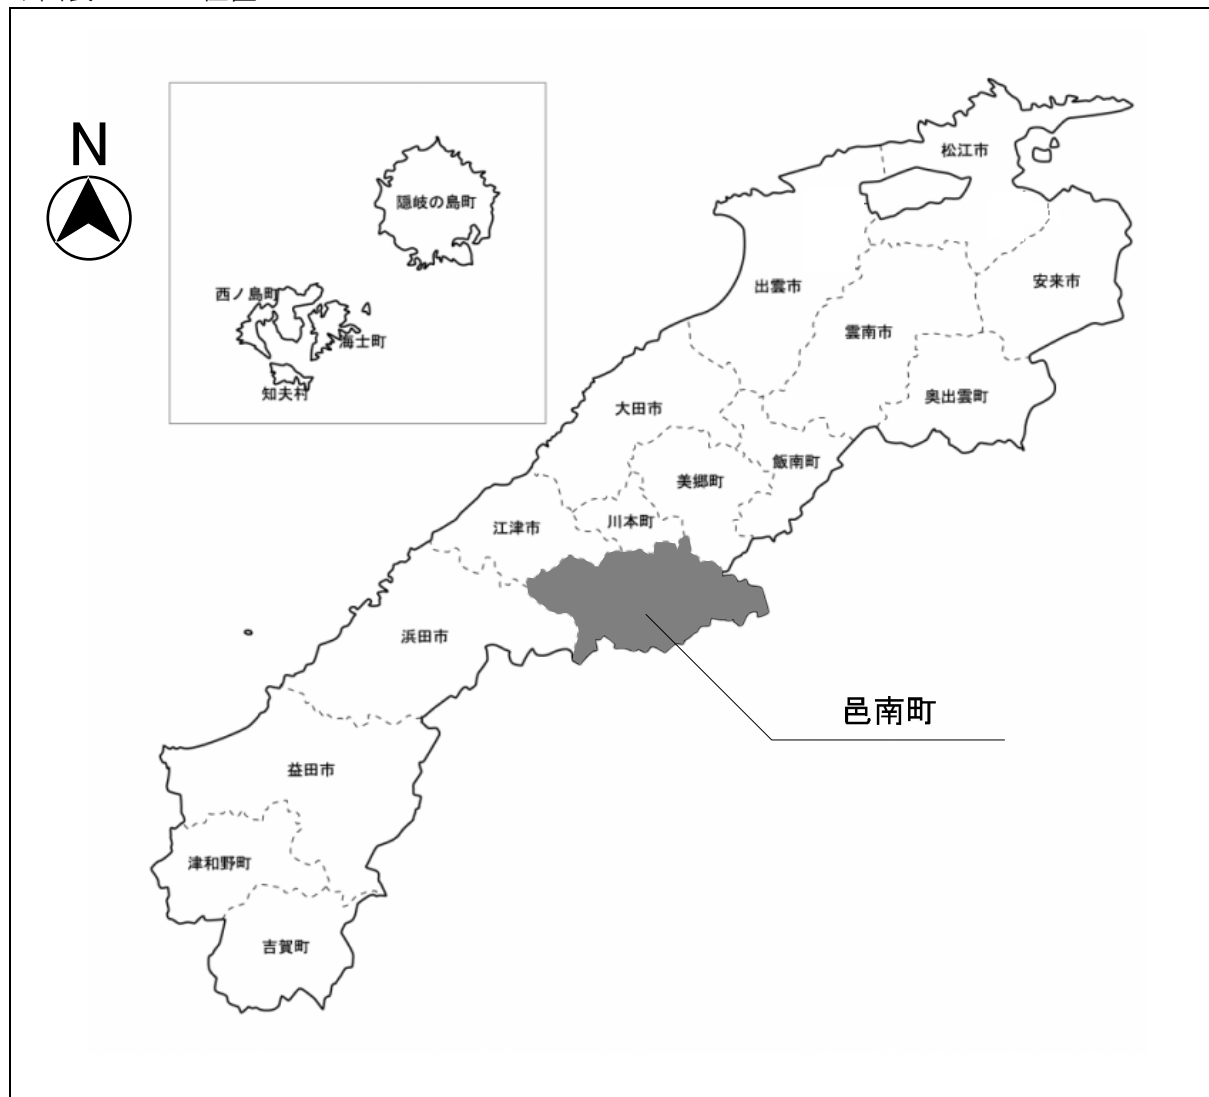 N
松江市
隠岐の島町
出雲市
安来市
西ノ島町
雲南市
海士町
知夫村
奥出雲町
大田市
飯南町
美郷町
川本町
江津市
浜田市
邑南町
益田市
津和野町
吉賀町